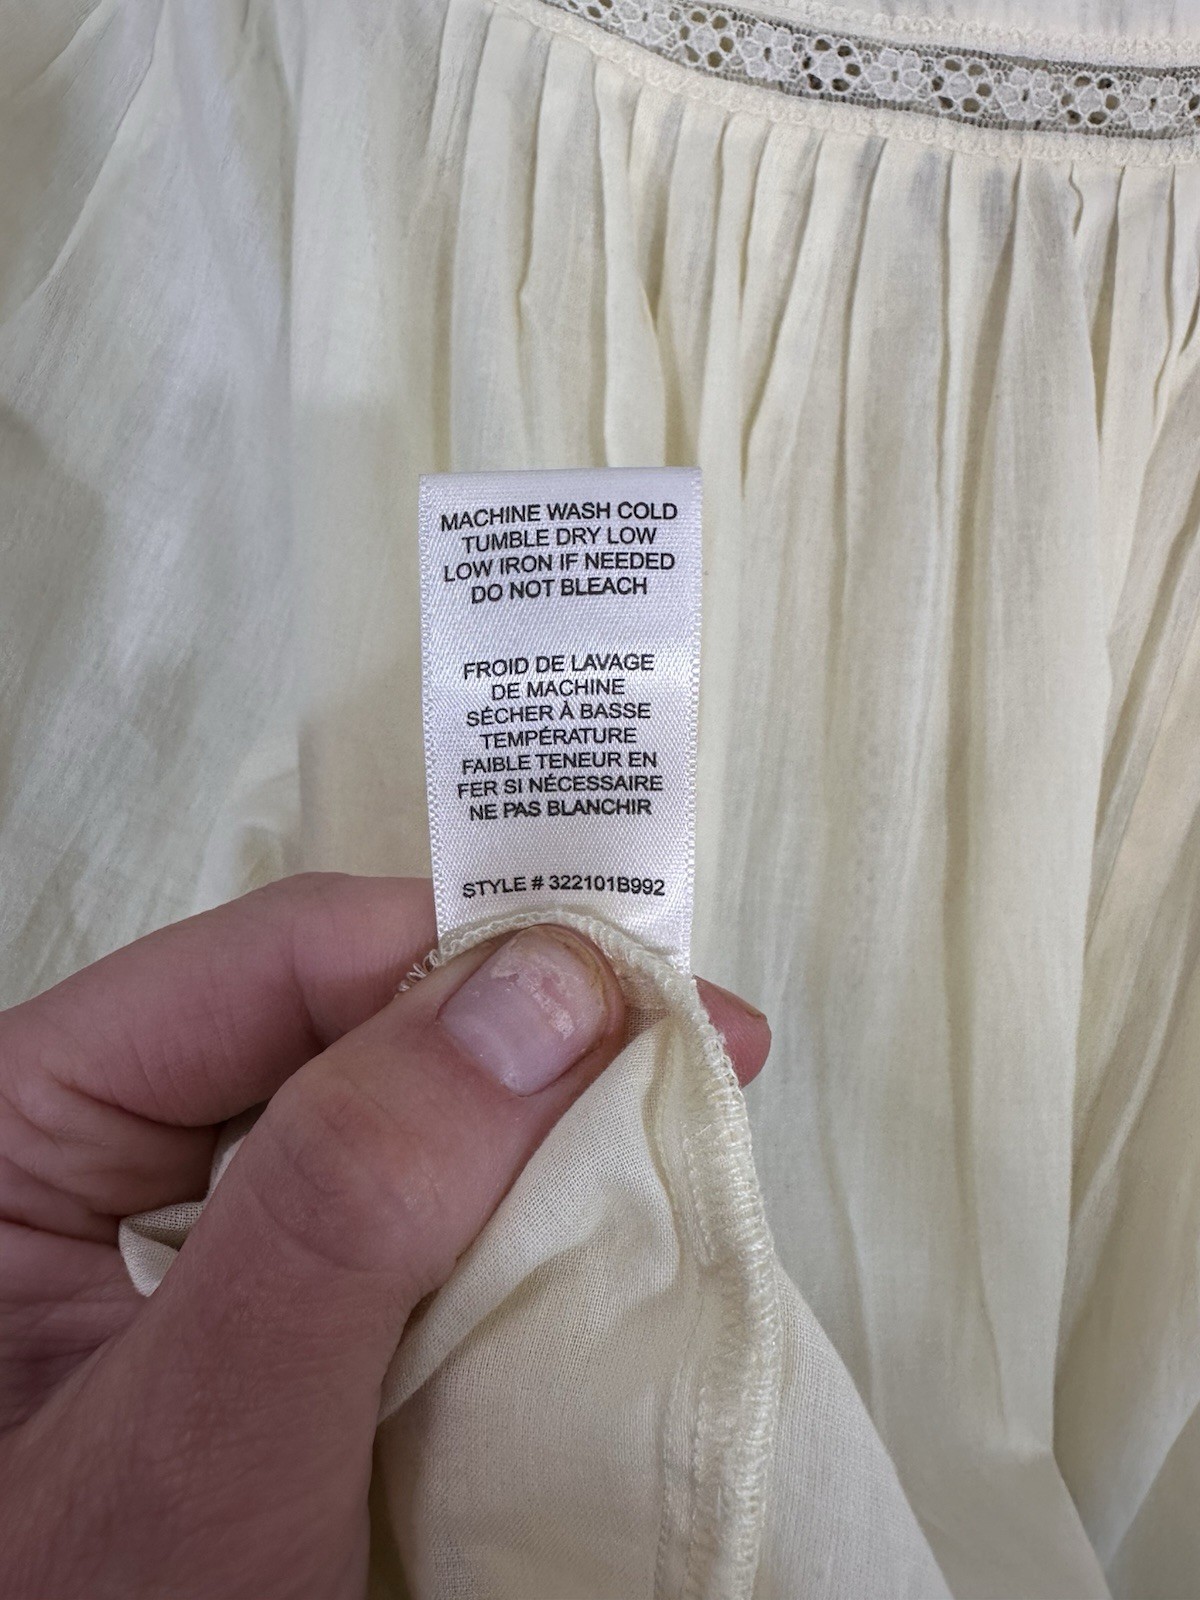 MACHINE WASH COLD
TUMBLE DRY LOW
LOW IRON IF NEEDED
DO NOT BLEACH
FROID DE LAVAGE
DE MACHINE
SÉCHER À BASSE
TEMPÉRATURE
FAIBLE TENEUR EN
FER SI NÉCESSAIRE
NE PAS BLANCHIR
STYLE # 322101B992